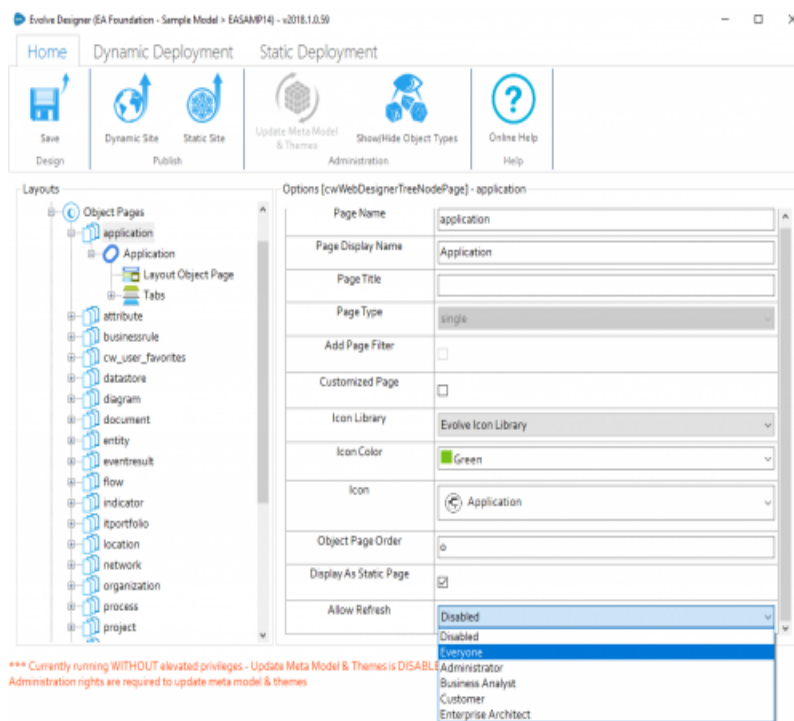 Evolve Designer (EA Foundation - Sample Model > EASAMP14) - v2018.1.0.59
Home Dynamic Deployment Static Deployment
Save Dynamic Site Static Site Update Meta Model & Themes Show/Hide Object Types Online Help
Design Publish Administration Help
Layouts
Object Pages
application
Application
Layout Object Page
Tabs
attribute
businessrule
cw_user_favorites
datastore
diagram
document
entity
eventresult
flow
indicator
itportfolio
location
network
organization
process
project
Options [cwWebDesignerTreeNodePage] - application
Page Name application
Page Display Name Application
Page Title
Page Type single
Add Page Filter
Customized Page
Icon Library Evolve Icon Library
Icon Color Green
Icon Application
Object Page Order 0
Display As Static Page
Allow Refresh Disabled
Disabled
Everyone
Administrator
Business Analyst
Customer
Enterprise Architect
*** Currently running WITHOUT elevated privileges - Update Meta Model & Themes is DISABLE
Administration rights are required to update meta model & themes